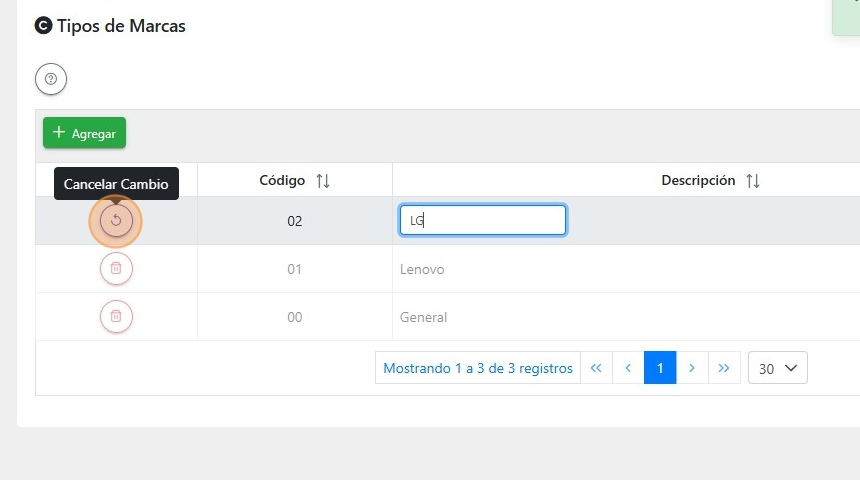 C Tipos de Marcas
?
+ Agregar
Cancelar Cambio
Código
Descripción
02
LG
01
Lenovo
00
General
Mostrando 1 a 3 de 3 registros
« ‹ 1 › »
30